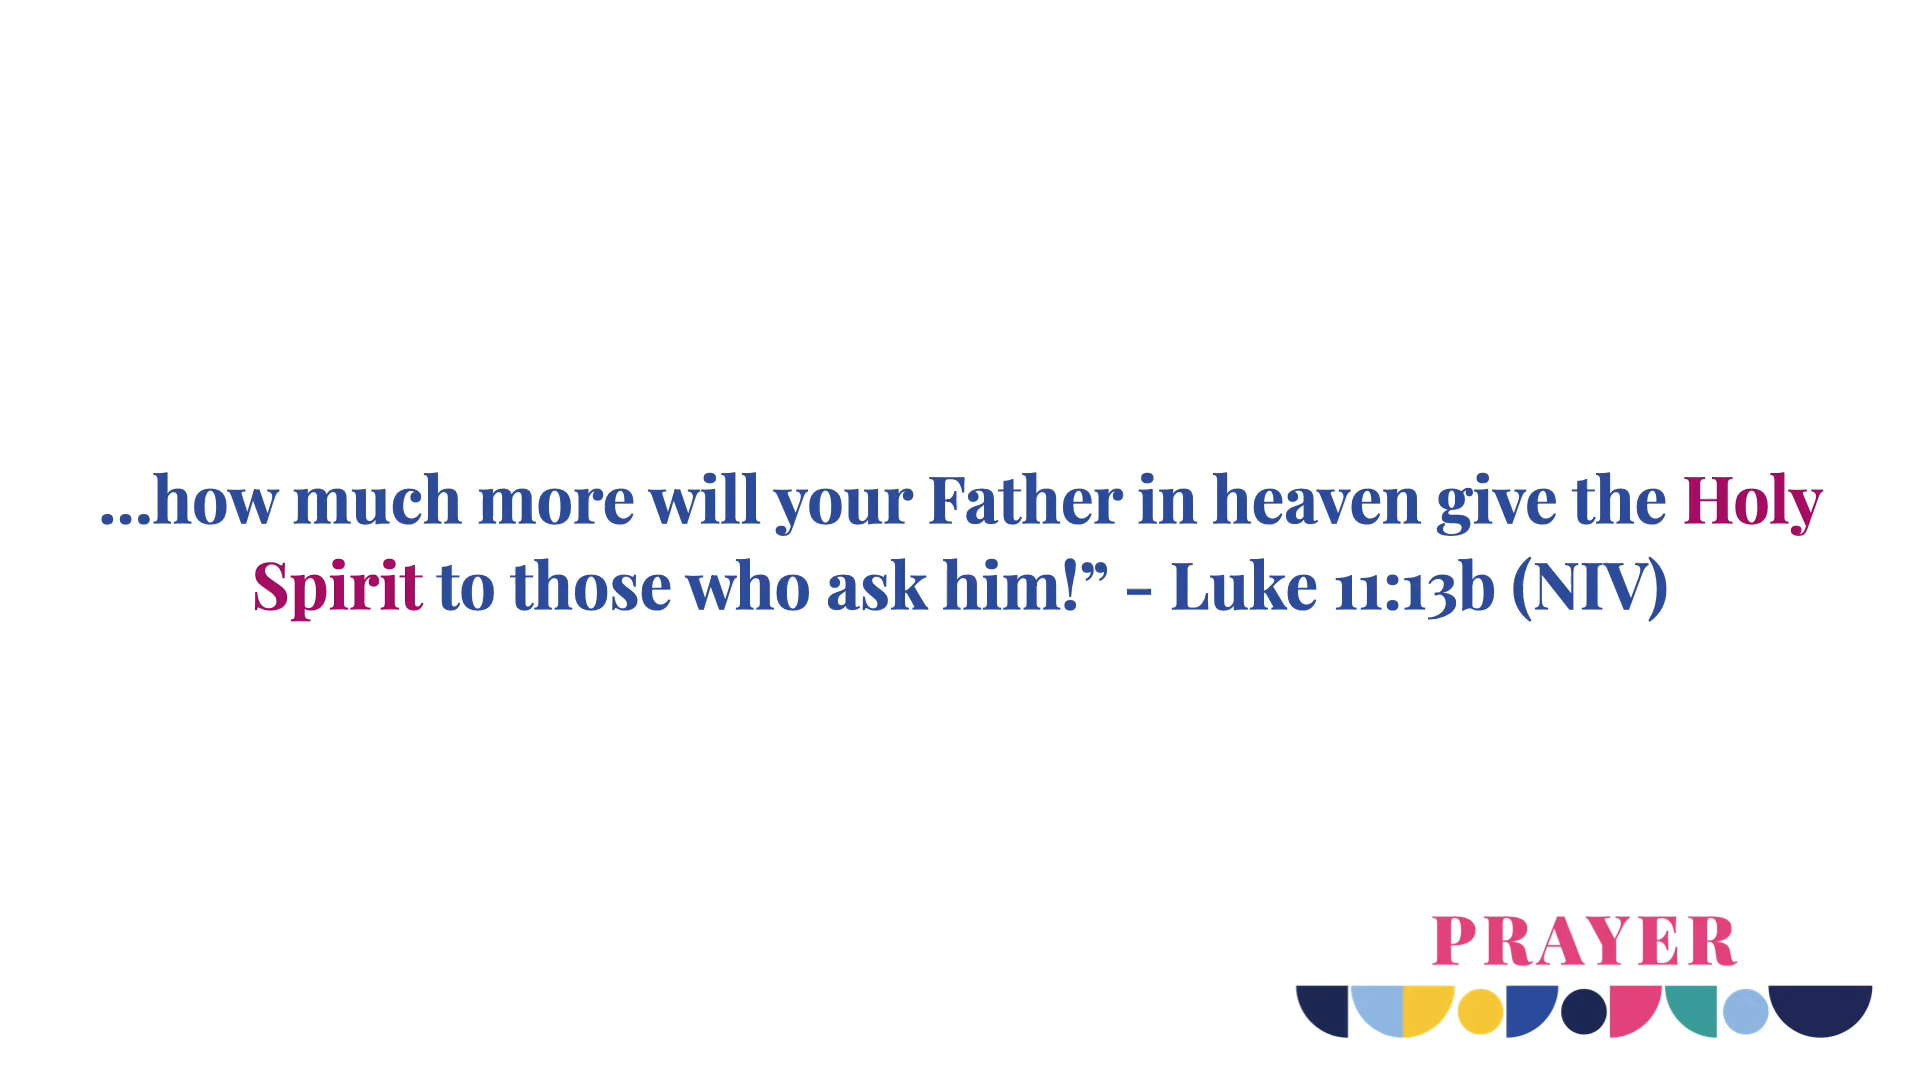 ...how much more will your Father in heaven give the Holy
Spirit to those who ask him!” - Luke 11:13b (NIV)
PRAYER